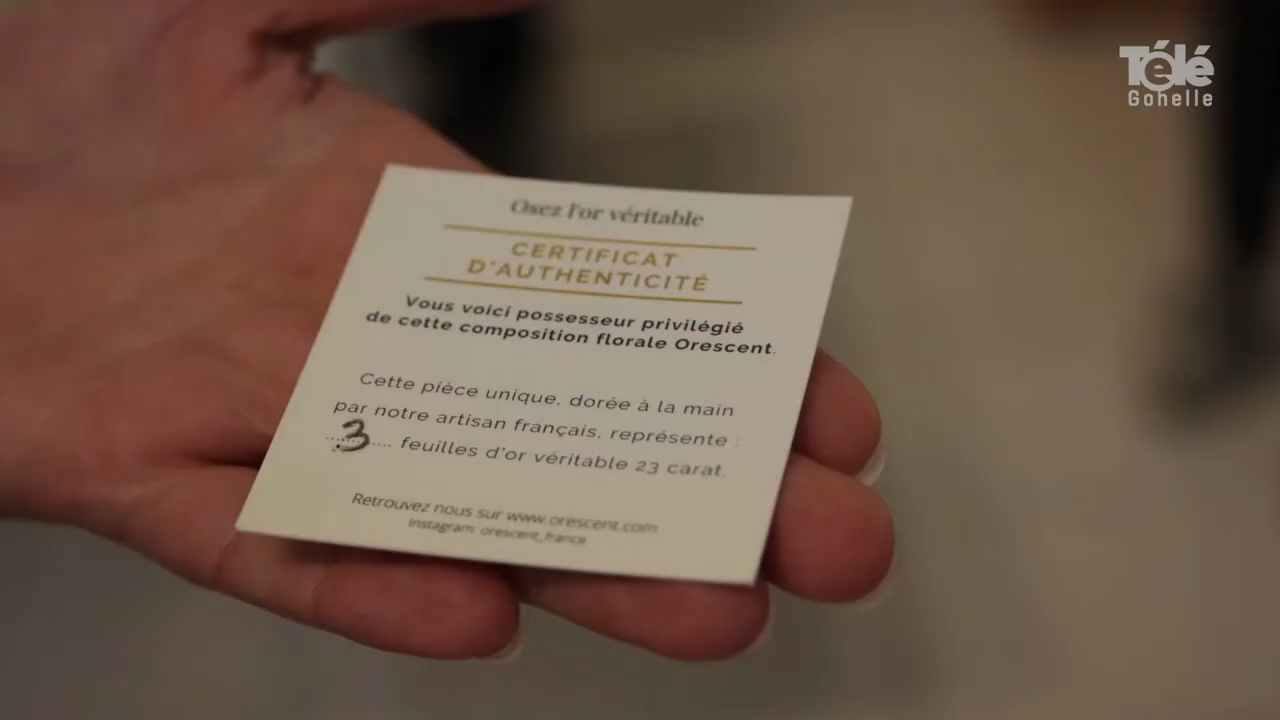 Télé
Gohelle
Osez l'or véritable
CERTIFICAT
D'AUTHENTICITÉ
Vous voici possesseur privilégié
de cette composition florale Orescent.
Cette pièce unique, dorée à la main
par notre artisan français, représente :
3 feuilles d'or véritable 23 carat.
Retrouvez nous sur www.orescent.com
Instagram: orescent_france